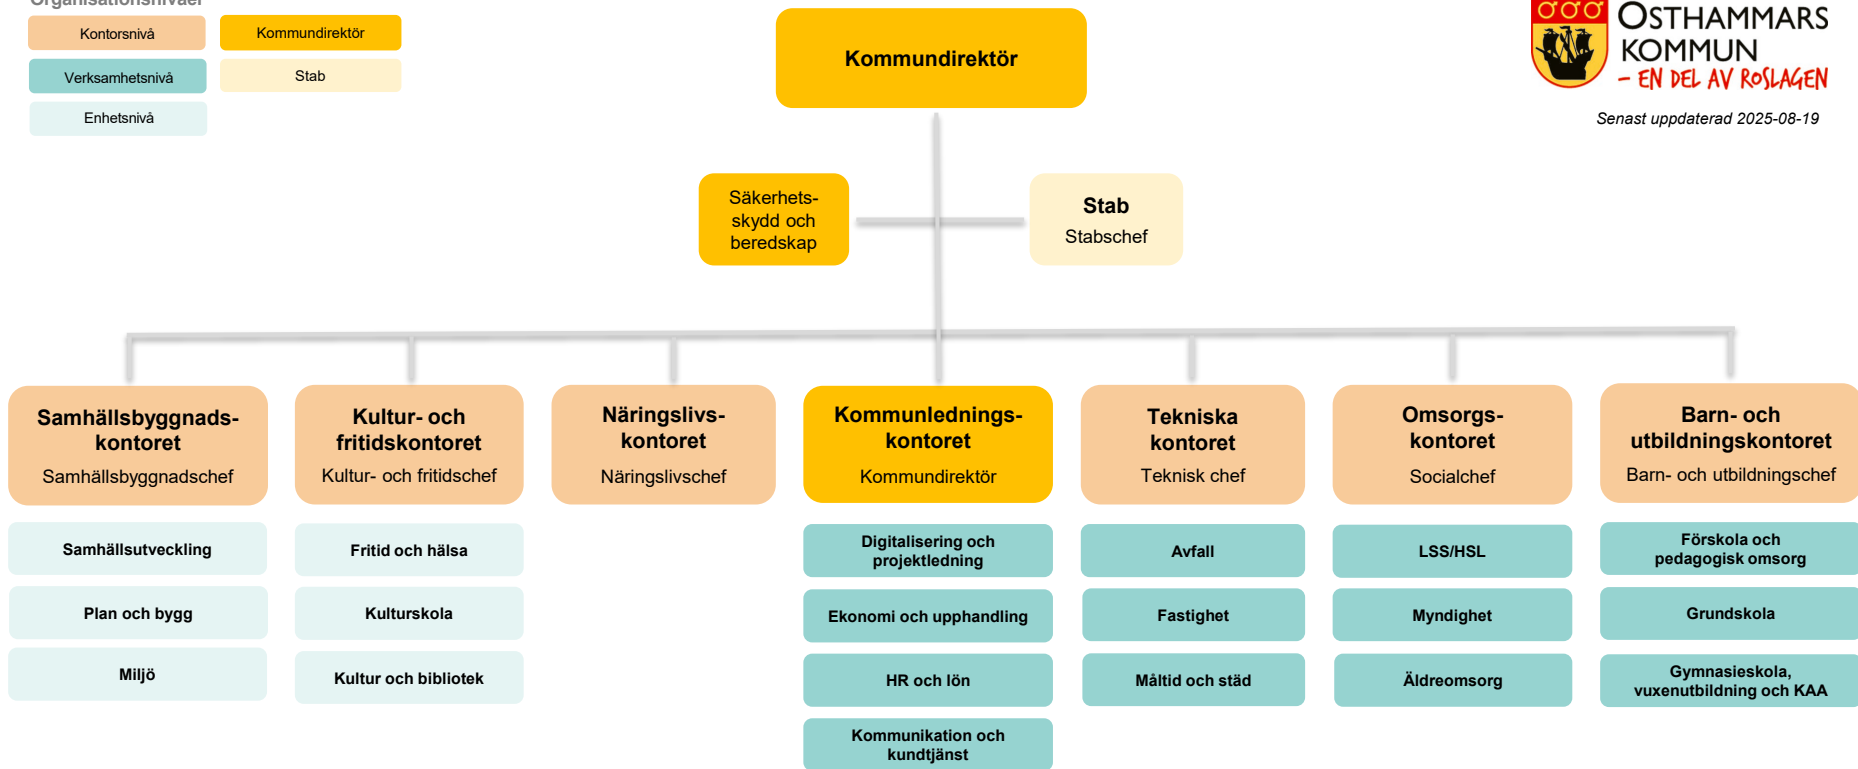 Organisationsnivåer
Kontorsnivå
Kommundirektör
Verksamhetsnivå
Stab
Enhetsnivå
Kommundirektör
ÖSTHAMMARS
KOMMUN
– EN DEL AV ROSLAGEN
Senast uppdaterad 2025-08-19
Säkerhets-
skydd och
beredskap
Stab
Stabschef
Samhällsbyggnads-
kontoret
Samhällsbyggnadschef
Samhällsutveckling
Plan och bygg
Miljö
Kultur- och
fritidskontoret
Kultur- och fritidschef
Fritid och hälsa
Kulturskola
Kultur och bibliotek
Näringslivs-
kontoret
Näringslivschef
Kommunlednings-
kontoret
Kommundirektör
Digitalisering och
projektledning
Ekonomi och upphandling
HR och lön
Kommunikation och
kundtjänst
Tekniska
kontoret
Teknisk chef
Avfall
Fastighet
Måltid och städ
Omsorgs-
kontoret
Socialchef
LSS/HSL
Myndighet
Äldreomsorg
Barn- och
utbildningskontoret
Barn- och utbildningschef
Förskola och
pedagogisk omsorg
Grundskola
Gymnasieskola,
vuxenutbildning och KAA